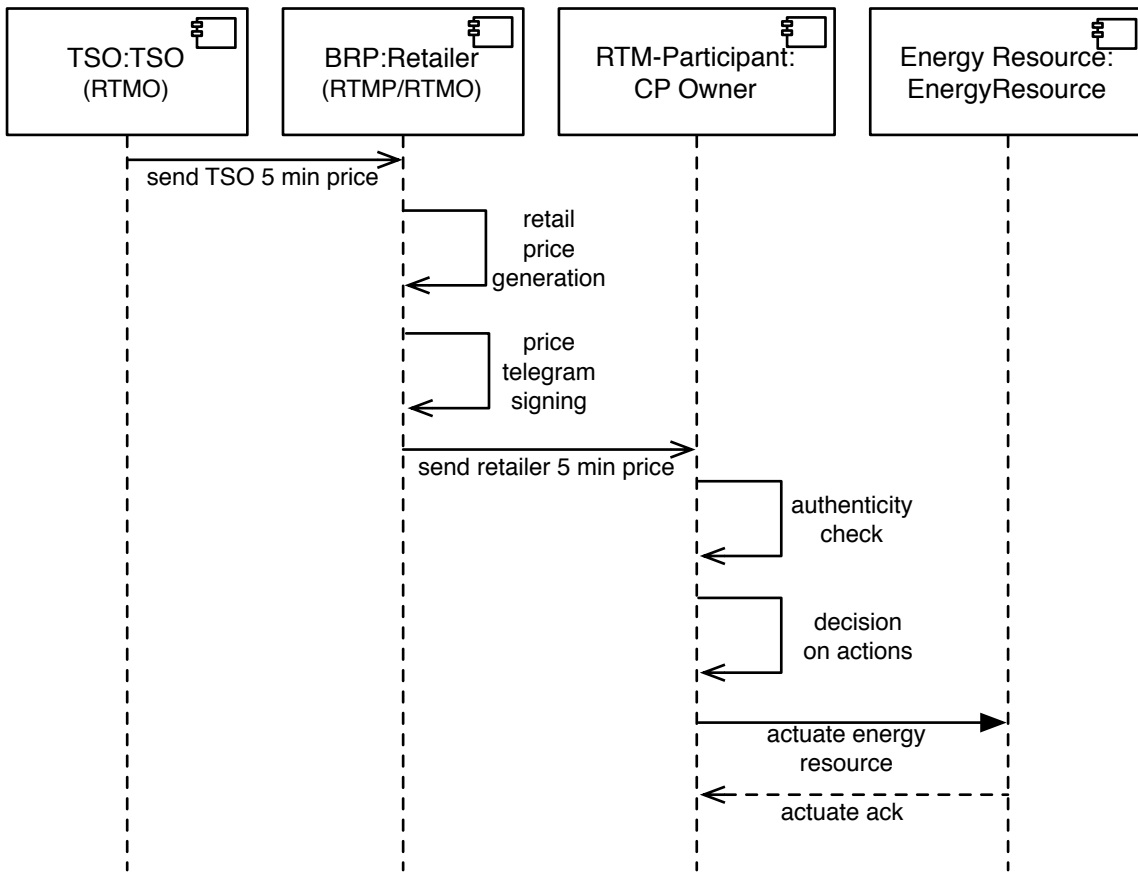 TSO:TSO
(RTMO)
BRP:Retailer
(RTMP/RTMO)
RTM-Participant:
CP Owner
Energy Resource:
EnergyResource
send TSO 5 min price
retail
price
generation
price
telegram
signing
send retailer 5 min price
authenticity
check
decision
on actions
actuate energy
resource
actuate ack